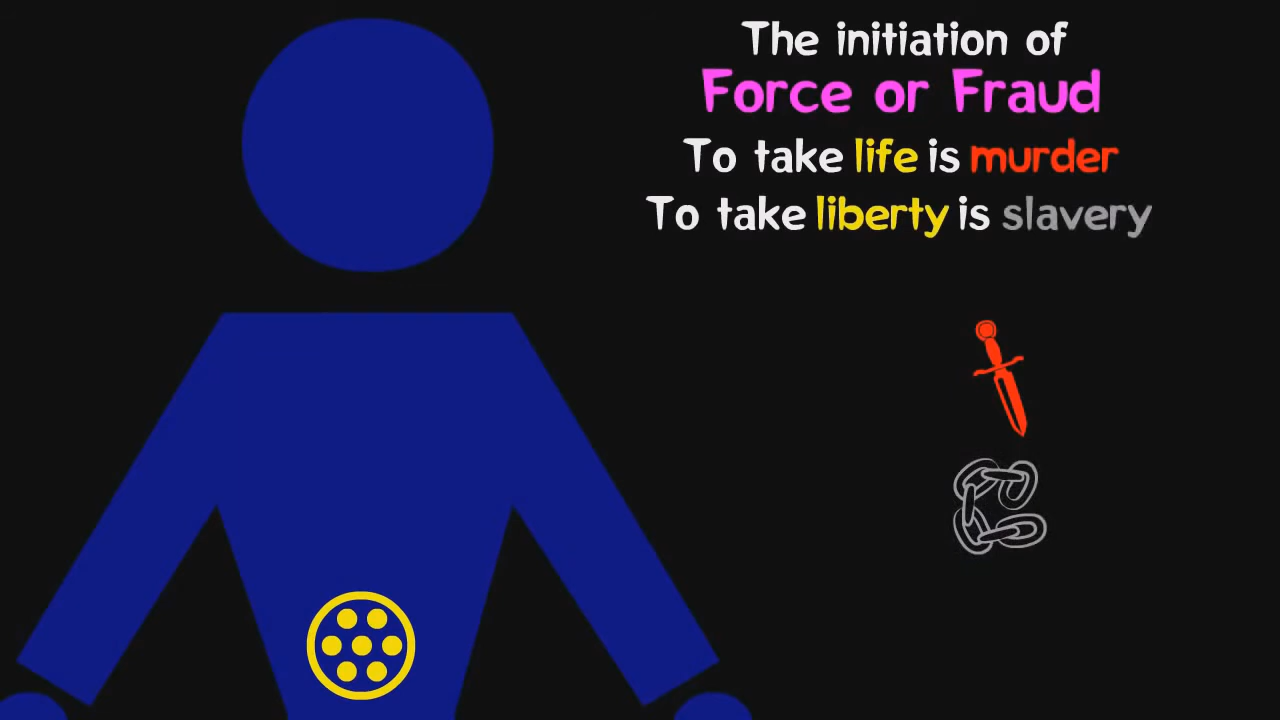 The initiation of
Force or Fraud
To take life is murder
To take liberty is slavery